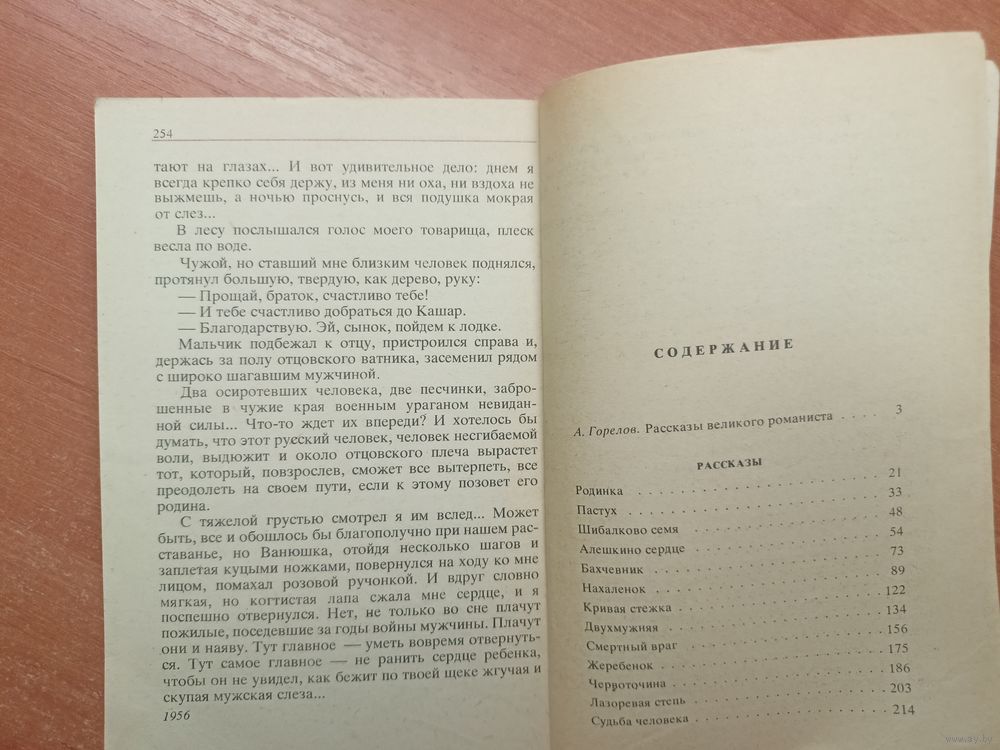 254
тают на глазах... И вот удивительное дело: днем я
всегда крепко себя держу, из меня ни оха, ни вздоха не
выжмешь, а ночью проснусь, и вся подушка мокрая
от слез...
В лесу послышался голос моего товарища, плеск
весла по воде.
Чужой, но ставший мне близким человек поднялся,
протянул большую, твердую, как дерево, руку:
— Прощай, браток, счастливо тебе!
— И тебе счастливо добраться до Кашар.
— Благодарствую. Эй, сынок, пойдем к лодке.
Мальчик подбежал к отцу, пристроился справа и,
держась за полу отцовского ватника, засеменил рядом
с широко шагавшим мужчиной.
Два осиротевших человека, две песчинки, забро-
шенные в чужие края военным ураганом невидан-
ной силы... Что-то ждет их впереди? И хотелось бы
думать, что этот русский человек, человек несгибаемой
воли, выдюжит и около отцовского плеча вырастет
тот, который, повзрослев, сможет все вытерпеть, все
преодолеть на своем пути, если к этому позовет его
родина.
С тяжелой грустью смотрел я им вслед... Может
быть, все и обошлось бы благополучно при нашем рас-
ставанье, но Ванюшка, отойдя несколько шагов и
заплетая куцыми ножками, повернулся на ходу ко мне
лицом, помахал розовой ручонкой. И вдруг словно
мягкая, но когтистая лапа сжала мне сердце, и я
поспешно отвернулся. Нет, не только во сне плачут
пожилые, поседевшие за годы войны мужчины. Плачут
они и наяву. Тут главное — уметь вовремя отвернуть-
ся. Тут самое главное — не ранить сердце ребенка,
чтобы он не увидел, как бежит по твоей щеке жгучая и
скупая мужская слеза...
1956
СОДЕРЖАНИЕ
А. Горелов. Рассказы великого романиста . . . . 3
РАССКАЗЫ
Родинка . . . . . . . . . . . . . . . . 21
Пастух . . . . . . . . . . . . . . . . 33
Шибалково семя . . . . . . . . . . . . . . . . 48
Алешкино сердце . . . . . . . . . . . . . . . . 54
Бахчевник . . . . . . . . . . . . . . . . 73
Нахаленок . . . . . . . . . . . . . . . . 89
Кривая стежка . . . . . . . . . . . . . . . . 122
Двухмужняя . . . . . . . . . . . . . . . . 134
Смертный враг . . . . . . . . . . . . . . . . 156
Жеребенок . . . . . . . . . . . . . . . . 175
Червоточина . . . . . . . . . . . . . . . . 186
Лазоревая степь . . . . . . . . . . . . . . . . 203
Судьба человека . . . . . . . . . . . . . . . . 214
www.ay.by